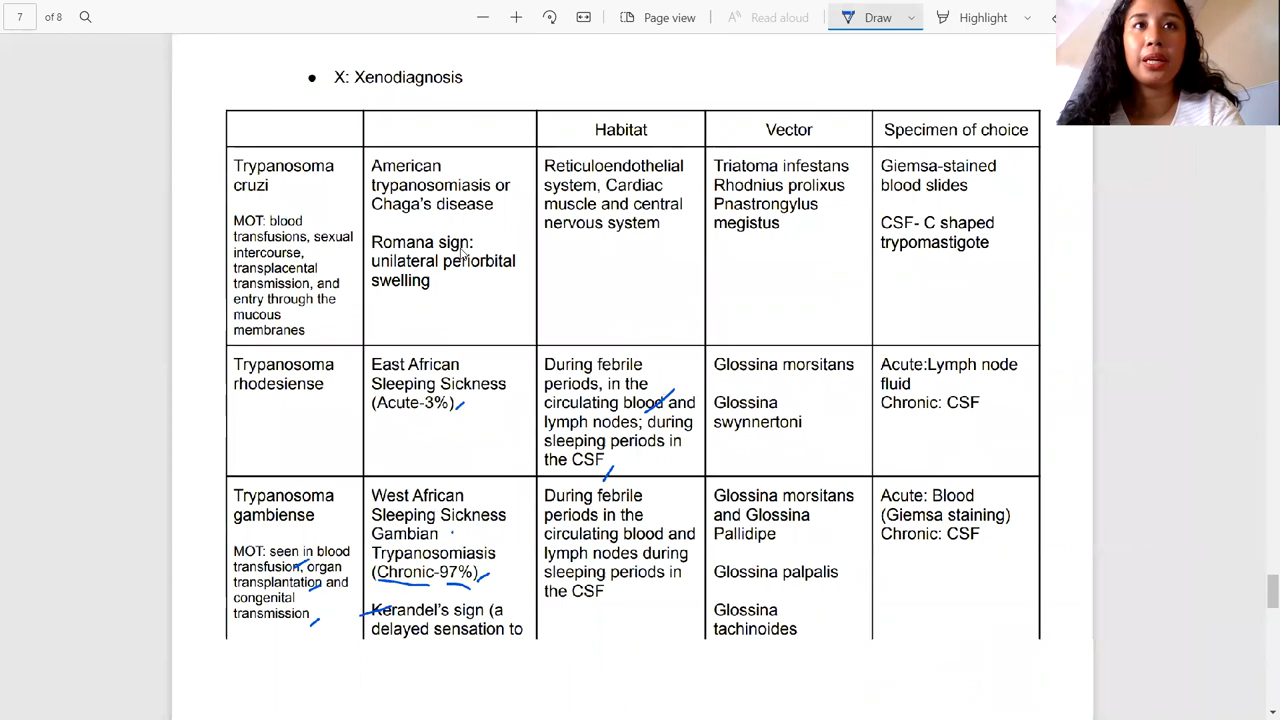 7 of 8
Page view
Read aloud
Draw
Highlight
• X: Xenodiagnosis
Habitat
Vector
Specimen of choice
Trypanosoma
cruzi
MOT: blood
transfusions, sexual
intercourse,
transplacental
transmission, and
entry through the
mucous
membranes
American
trypanosomiasis or
Chaga's disease
Romana sign:
unilateral periorbital
swelling
Reticuloendothelial
system, Cardiac
muscle and central
nervous system
Triatoma infestans
Rhodnius prolixus
Pnastrongylus
megistus
Giemsa-stained
blood slides
CSF- C shaped
trypomastigote
Trypanosoma
rhodesiense
East African
Sleeping Sickness
(Acute-3%)
During febrile
periods, in the
circulating blood and
lymph nodes; during
sleeping periods in
the CSF
Glossina morsitans
Glossina
swynnertoni
Acute:Lymph node
fluid
Chronic: CSF
Trypanosoma
gambiense
MOT: seen in blood
transfusion, organ
transplantation and
congenital
transmission
West African
Sleeping Sickness
Gambian
Trypanosomiasis
(Chronic-97%)
Kerandel's sign (a
delayed sensation to
During febrile
periods in the
circulating blood and
lymph nodes during
sleeping periods in
the CSF
Glossina morsitans
and Glossina
Pallidipe
Glossina palpalis
Glossina
tachinoides
Acute: Blood
(Giemsa staining)
Chronic: CSF